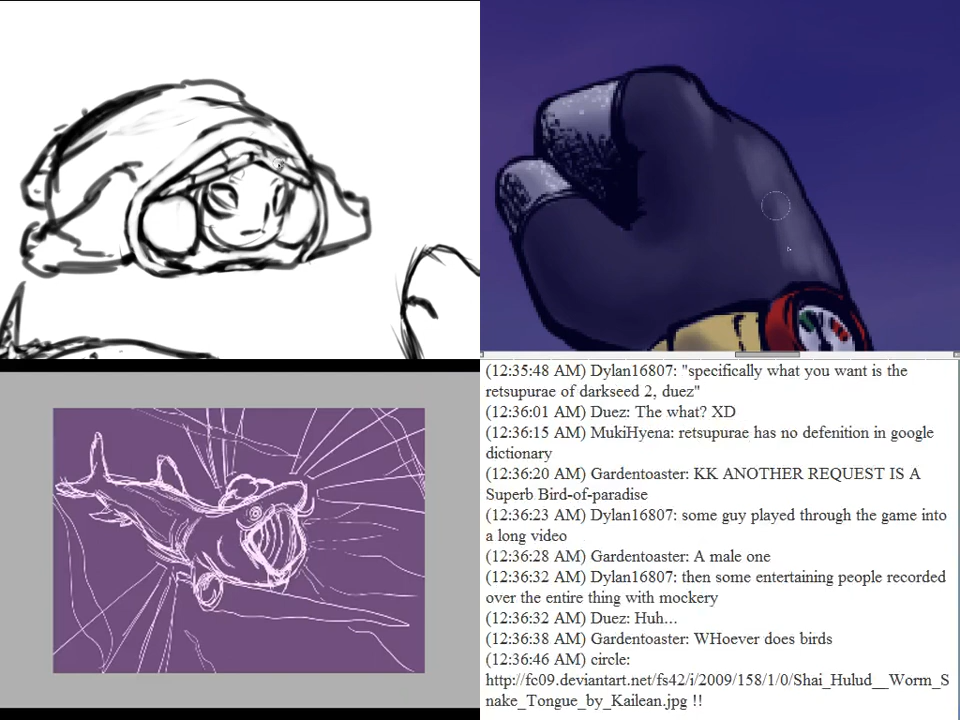 (12:35:48 AM) Dylan16807: "specifically what you want is the
retsupurae of darkseed 2, duez"
(12:36:01 AM) Duez: The what? XD
(12:36:15 AM) MukiHyena: retsupurae has no defenition in google
dictionary
(12:36:20 AM) Gardentoaster: KK ANOTHER REQUEST IS A
Superb Bird-of-paradise
(12:36:23 AM) Dylan16807: some guy played through the game into
a long video
(12:36:28 AM) Gardentoaster: A male one
(12:36:32 AM) Dylan16807: then some entertaining people recorded
over the entire thing with mockery
(12:36:32 AM) Duez: Huh...
(12:36:38 AM) Gardentoaster: WHoever does birds
(12:36:46 AM) circle:
http://fc09.deviantart.net/fs42/i/2009/158/1/0/Shai_Hulud__Worm_S
nake_Tongue_by_Kailean.jpg !!